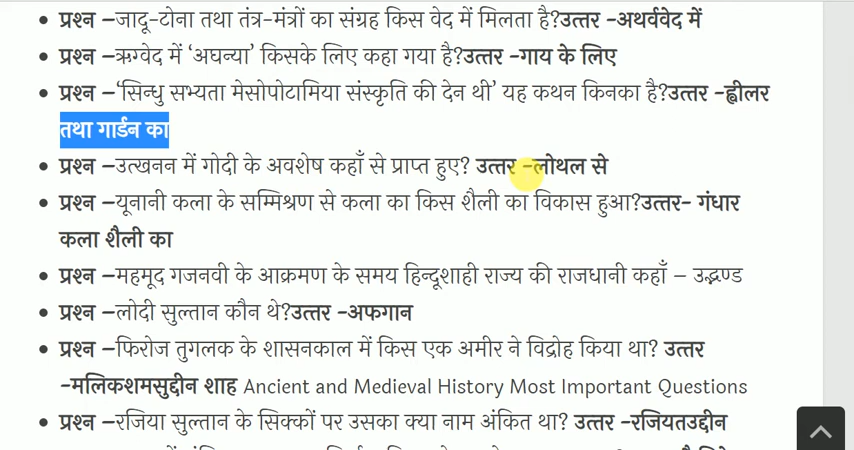 प्रश्न –जादू-टोना तथा तंत्र-मंत्रों का संग्रह किस वेद में मिलता है?उत्तर -अथर्ववेद में
प्रश्न –ऋग्वेद में ‘अघन्या’ किसके लिए कहा गया है?उत्तर -गाय के लिए
प्रश्न –‘सिन्धु सभ्यता मेसोपोटामिया संस्कृति की देन थी’ यह कथन किनका है?उत्तर -ह्वीलर
तथा गार्डन का
प्रश्न –उत्खनन में गोदी के अवशेष कहाँ से प्राप्त हुए? उत्तर -लोथल से
प्रश्न –यूनानी कला के सम्मिश्रण से कला का किस शैली का विकास हुआ?उत्तर- गंधार
कला शैली का
प्रश्न –महमूद गजनवी के आक्रमण के समय हिन्दूशाही राज्य की राजधानी कहाँ – उद्भण्ड
प्रश्न –लोदी सुल्तान कौन थे?उत्तर -अफगान
प्रश्न –फिरोज तुगलक के शासनकाल में किस एक अमीर ने विद्रोह किया था? उत्तर
-मलिकशमसुद्दीन शाह Ancient and Medieval History Most Important Questions
प्रश्न –रजिया सुल्तान के सिक्कों पर उसका क्या नाम अंकित था? उत्तर -रजियतउद्दीन